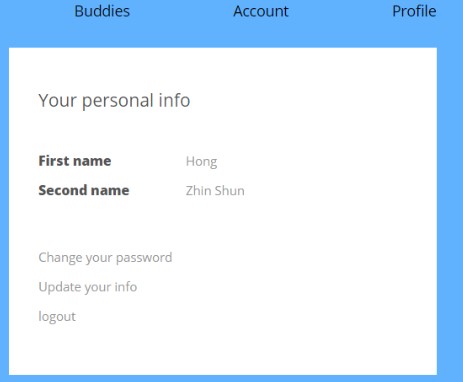 Buddies Account Profile
Your personal info
First name Hong
Second name Zhin Shun
Change your password
Update your info
logout